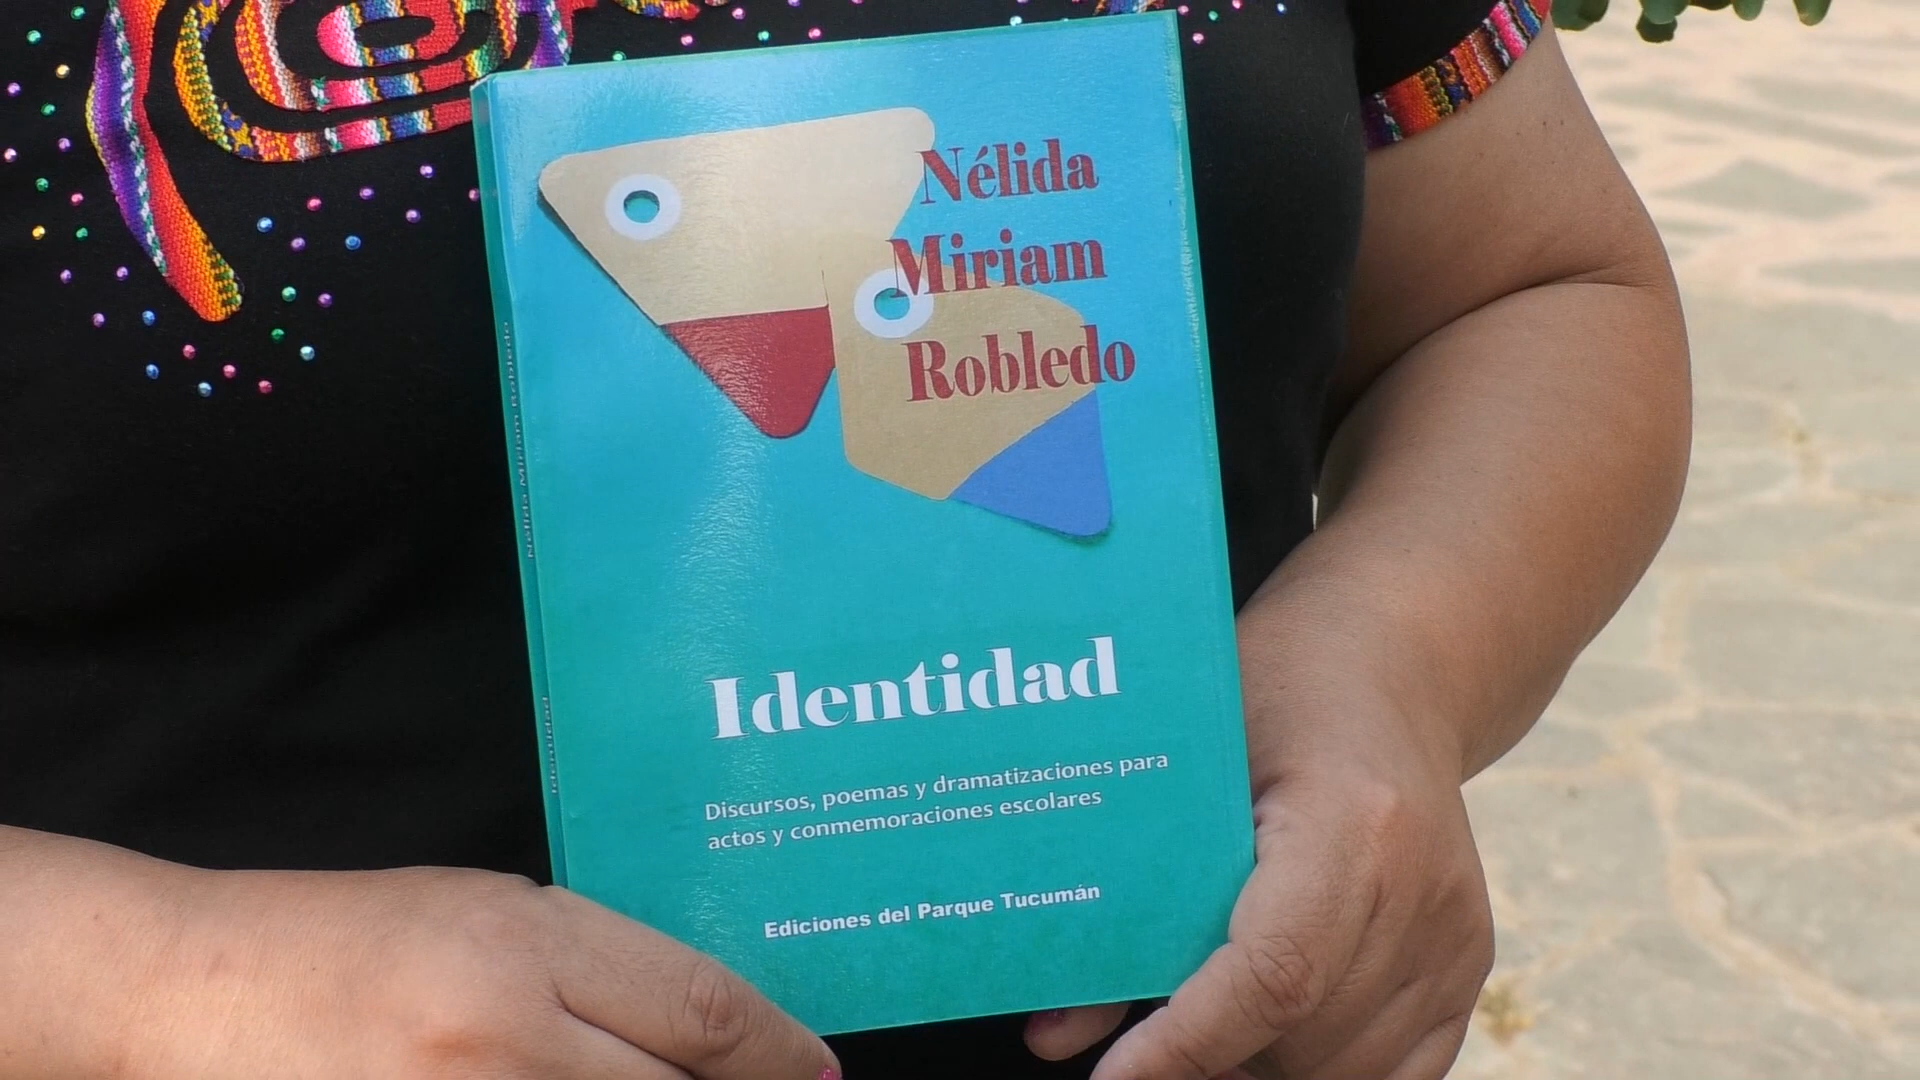 Nélida
Miriam
Robledo
Identidad
Discursos, poemas y dramatizaciones para
actos y conmemoraciones escolares
Ediciones del Parque Tucumán
Nélida Miriam Robledo
Identidad